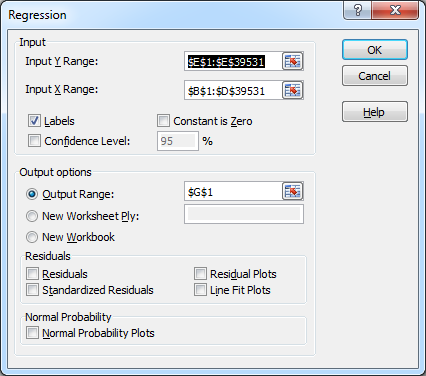 Regression
Input
Input Y Range: $E$1:$E$39531
Input X Range: $B$1:$D$39531
Labels Constant is Zero
Confidence Level: 95 %
Output options
Output Range: $G$1
New Worksheet Ply:
New Workbook
Residuals
Residuals Residual Plots
Standardized Residuals Line Fit Plots
Normal Probability
Normal Probability Plots
OK
Cancel
Help